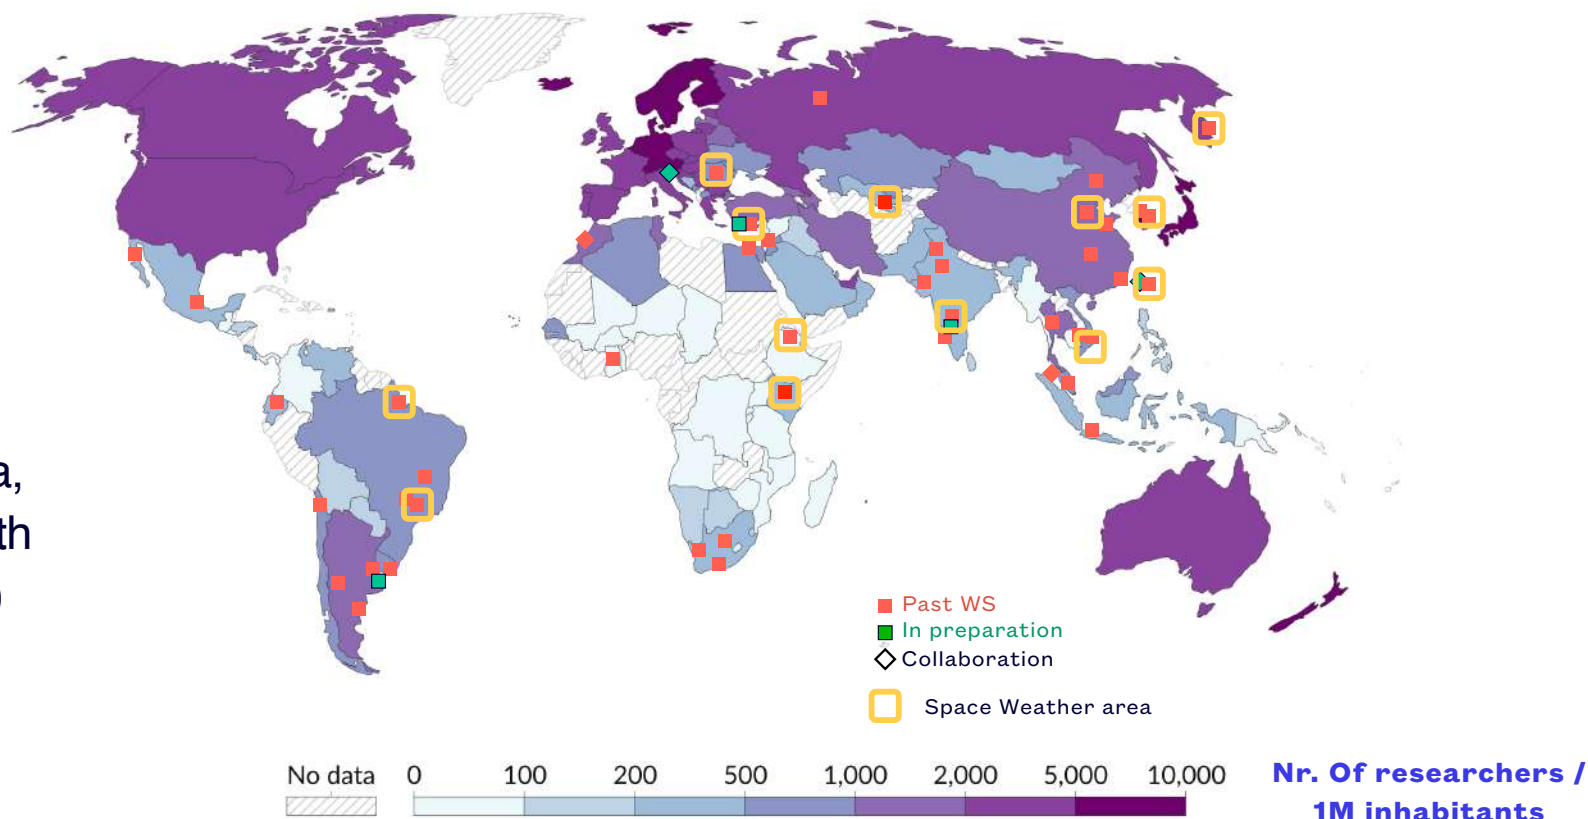 a,
th
)
Past WS
In preparation
Collaboration
Space Weather area
No data 0 100 200 500 1,000 2,000 5,000 10,000
Nr. Of researchers /
1M inhabitants